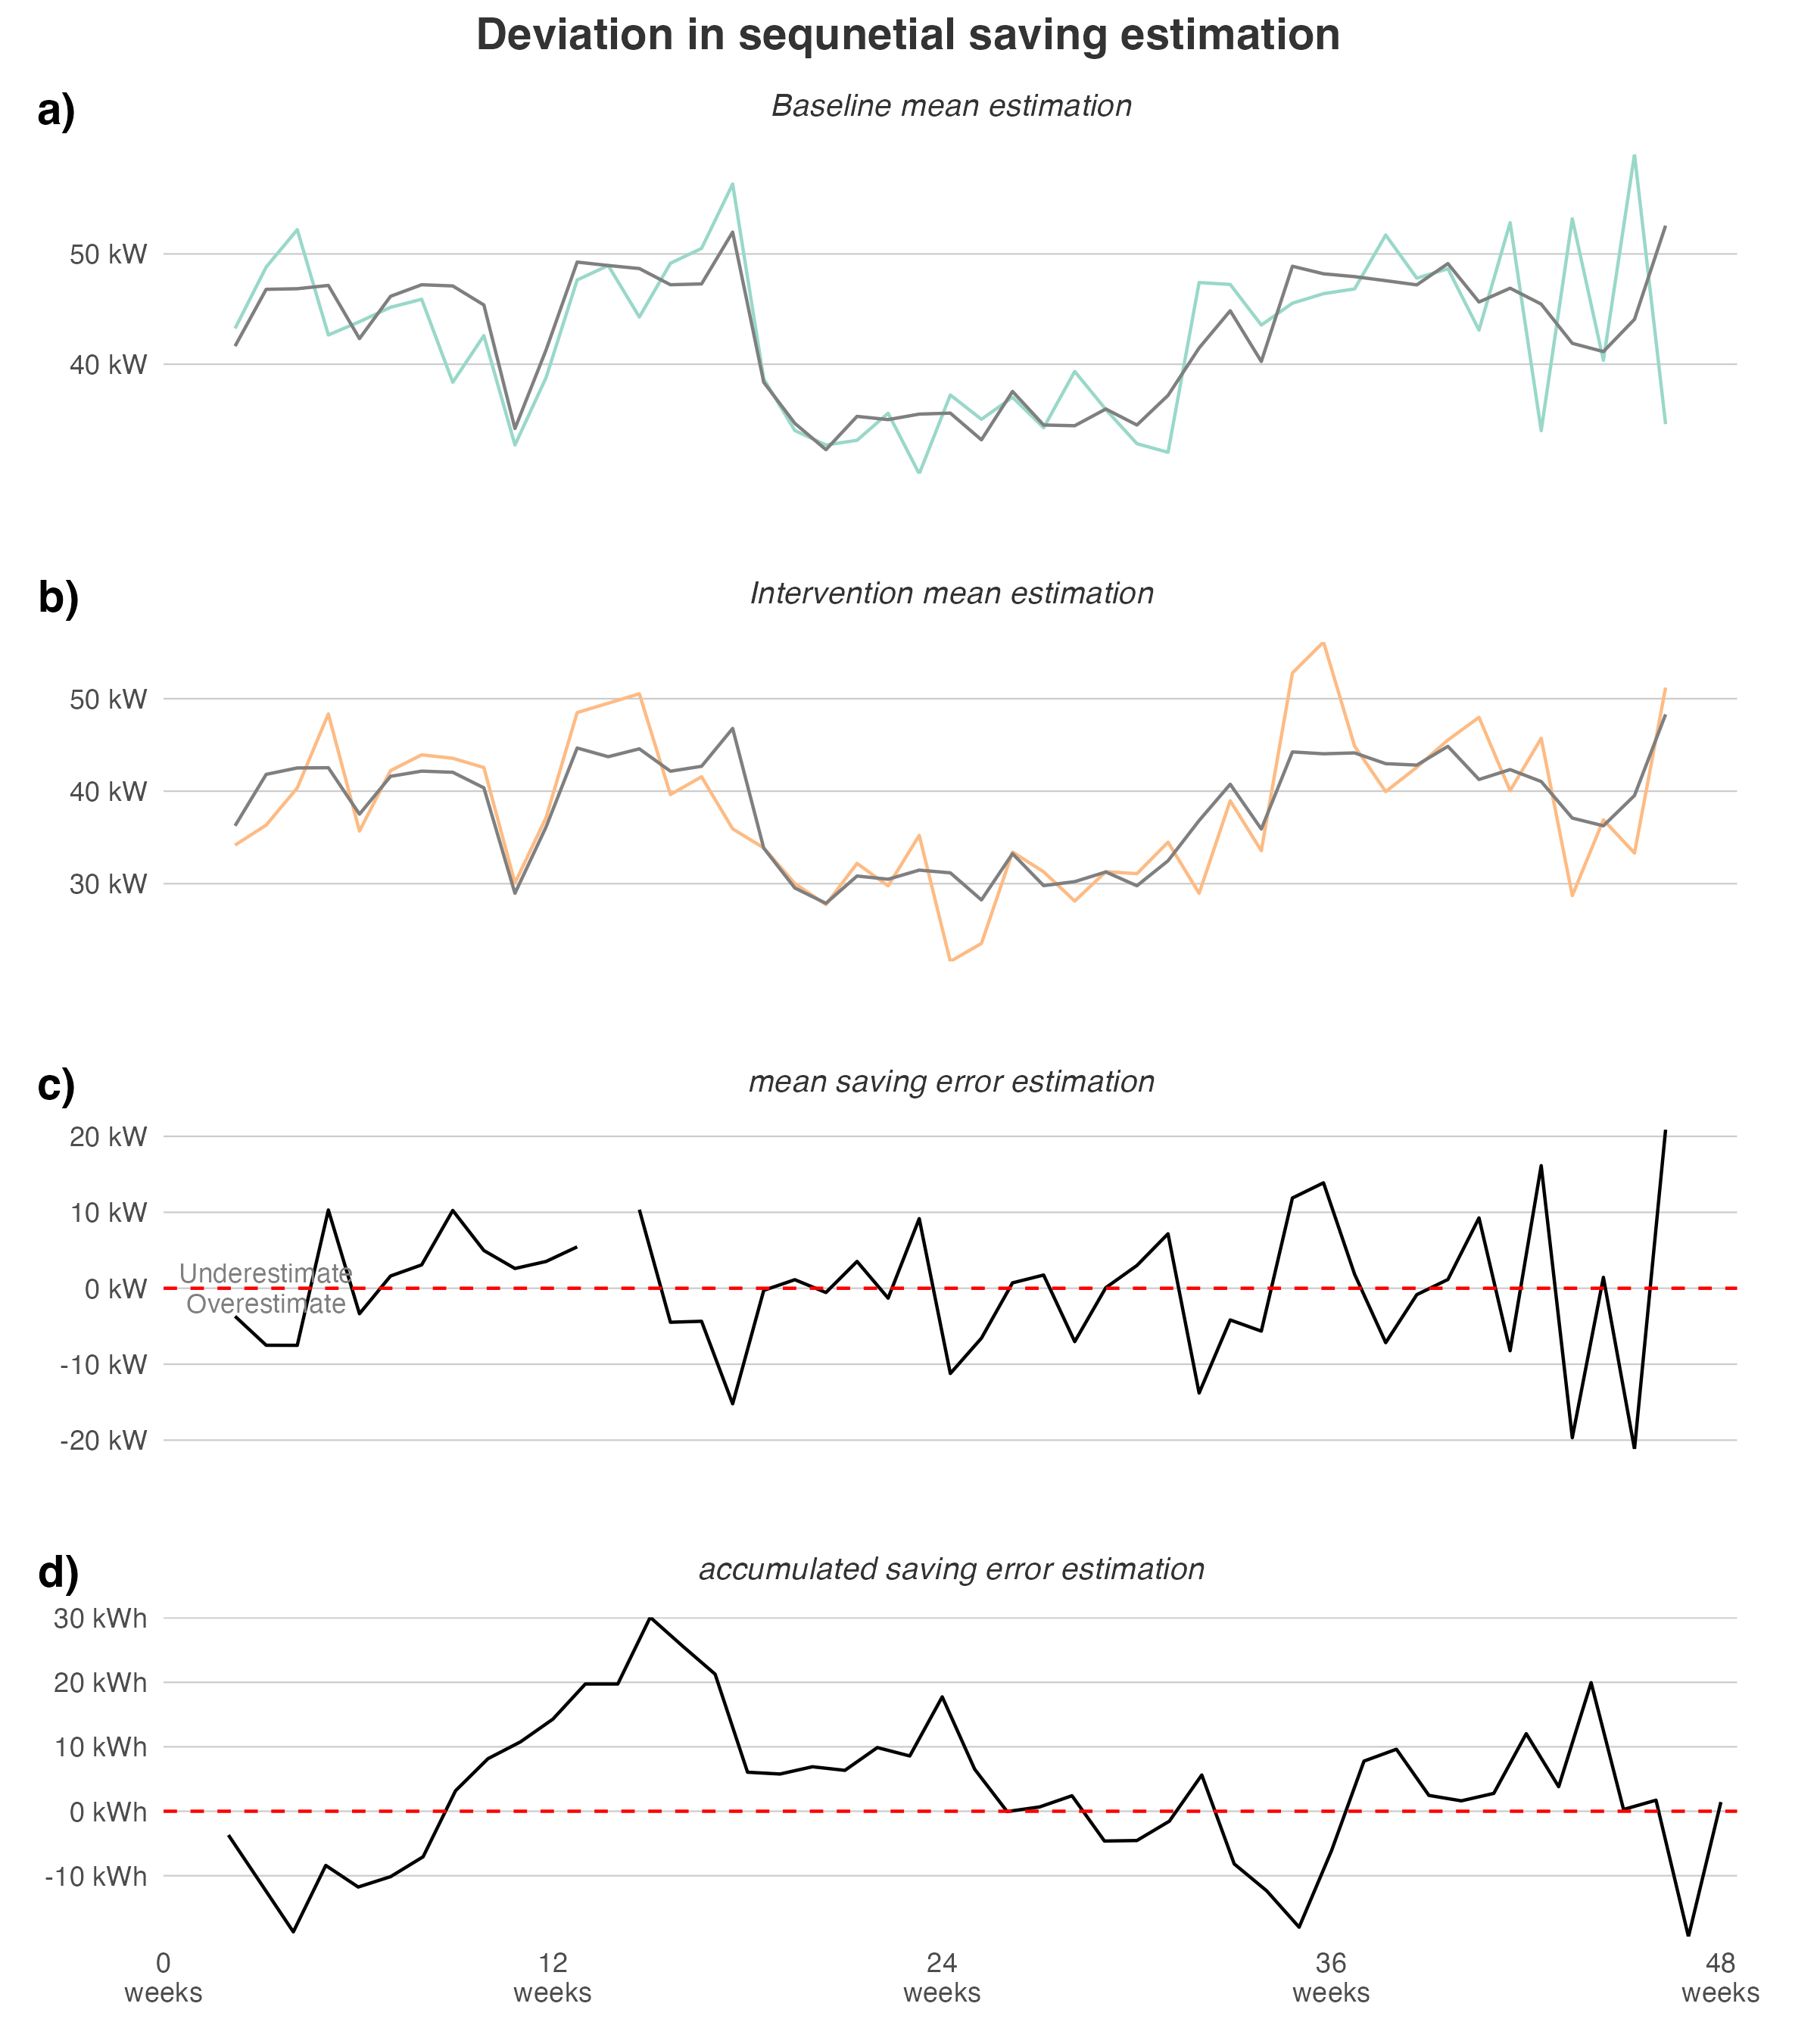 Deviation in sequnetial saving estimation
a)
Baseline mean estimation
50 kW
40 kW
b)
Intervention mean estimation
50 kW
40 kW
30 kW
c)
mean saving error estimation
20 kW
10 kW
Underestimate
0 kW
Overestimate
-10 kW
-20 kW
d)
accumulated saving error estimation
30 kWh
20 kWh
10 kWh
0 kWh
-10 kWh
0 12 24 36 48
weeks weeks weeks weeks weeks